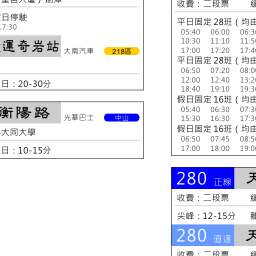 日停駛
17:30
運奇岩站 大南汽車 218區
日：20-30分
衡陽路 光華巴士 中山
大同大學
日：10-15分
收費：二段票
平日固定28班（均由
05:40 06:00 06:3
10:30 11:10 11:5
17:00 17:20 17:4
平日固定28班（均由
06:50 07:20 08:0
12:00 12:40 13:2
18:40 19:10 19:3
假日固定16班（均由
05:40 06:30 07:3
15:30 16:30 17:3
假日固定16班（均由
06:50 07:45 09:0
17:00 18:00 19:0
280 正線
收費：二段票
尖峰：12-15分
280 直達
收費：二段票